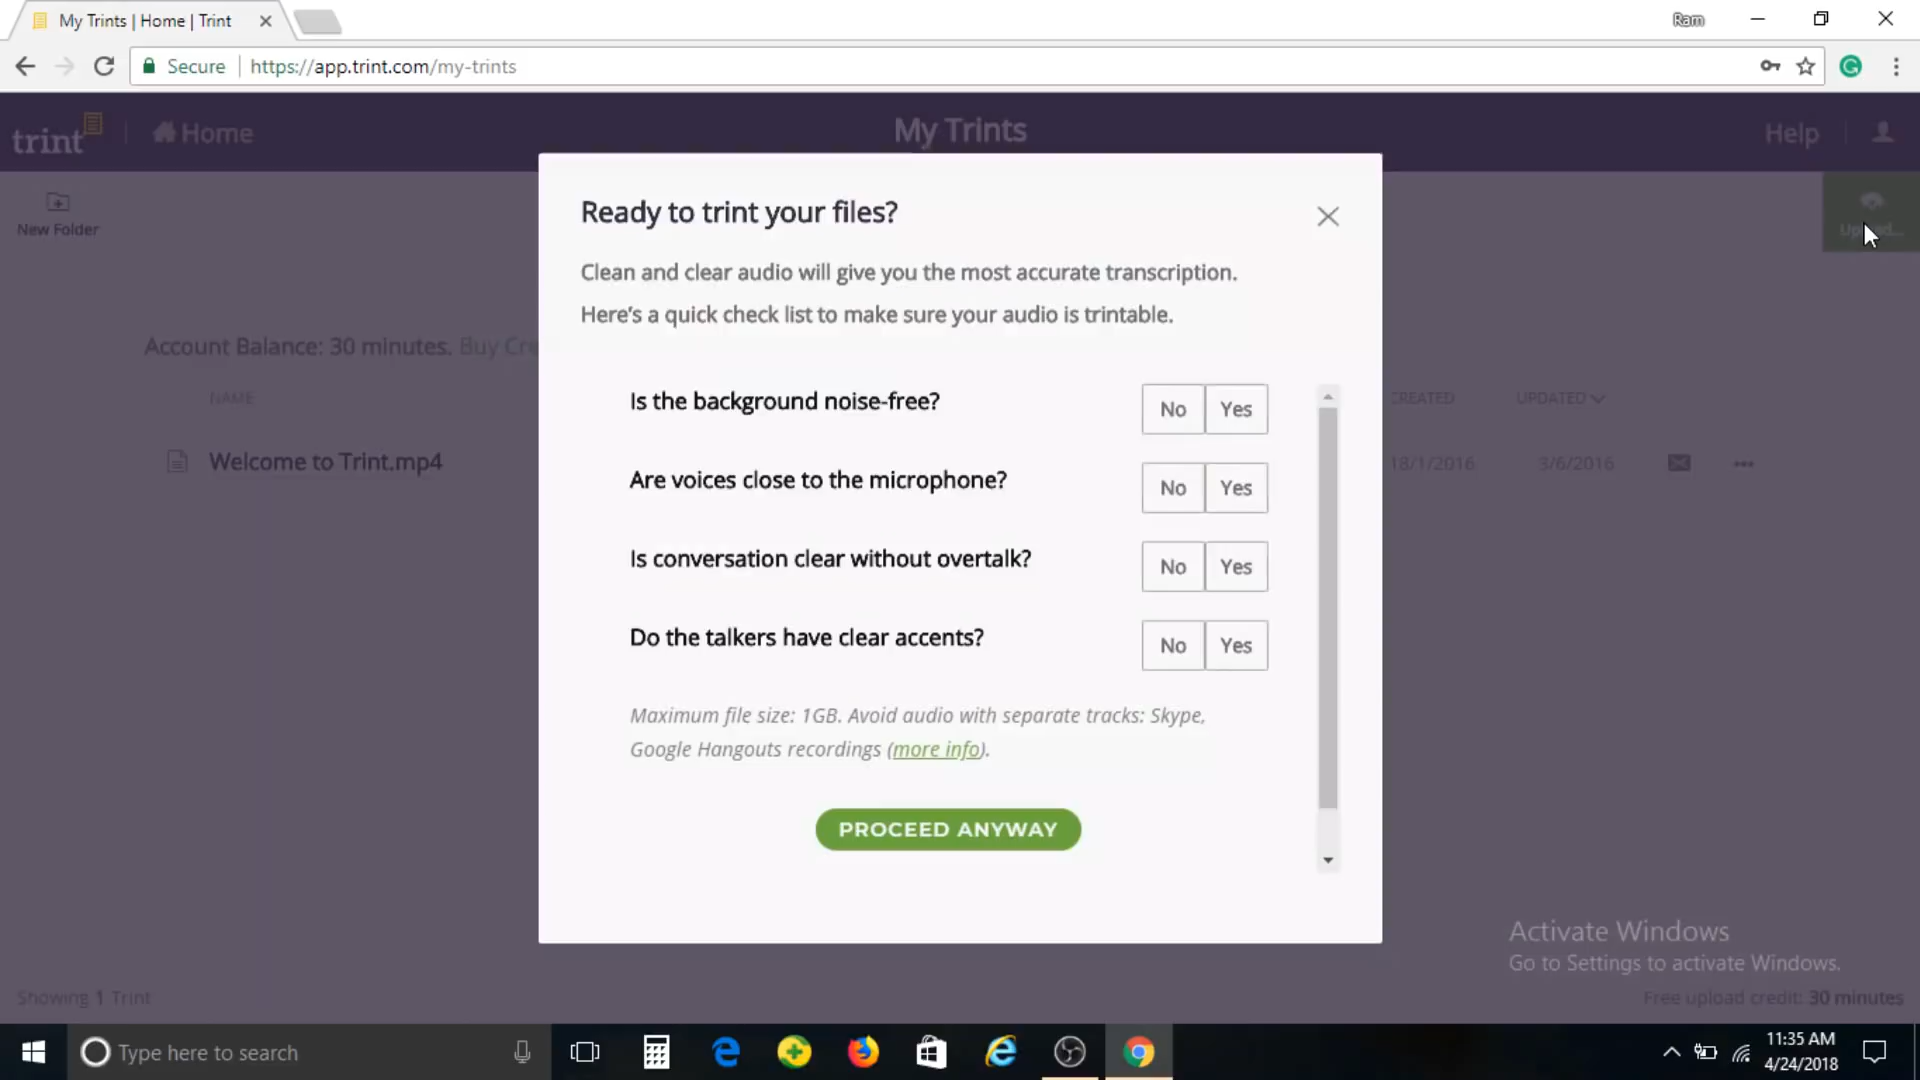 My Trints | Home | Trint
Ram
Secure
https://app.trint.com/my-trints
trint
Home
My Trints
Help
New Folder
Ready to trint your files?
Clean and clear audio will give you the most accurate transcription.
Here's a quick check list to make sure your audio is trintable.
Account Balance: 30 minutes.
NAME
CREATED
UPDATED
Is the background noise-free?
No
Yes
Welcome to Trint.mp4
18/1/2016
3/6/2016
Are voices close to the microphone?
No
Yes
Is conversation clear without overtalk?
No
Yes
Do the talkers have clear accents?
No
Yes
Maximum file size: 1GB. Avoid audio with separate tracks: Skype,
Google Hangouts recordings (more info).
PROCEED ANYWAY
Activate Windows
Go to Settings to activate Windows.
Showing 1 Trint
Free upload credit: 30 minutes
Type here to search
11:35 AM
4/24/2018